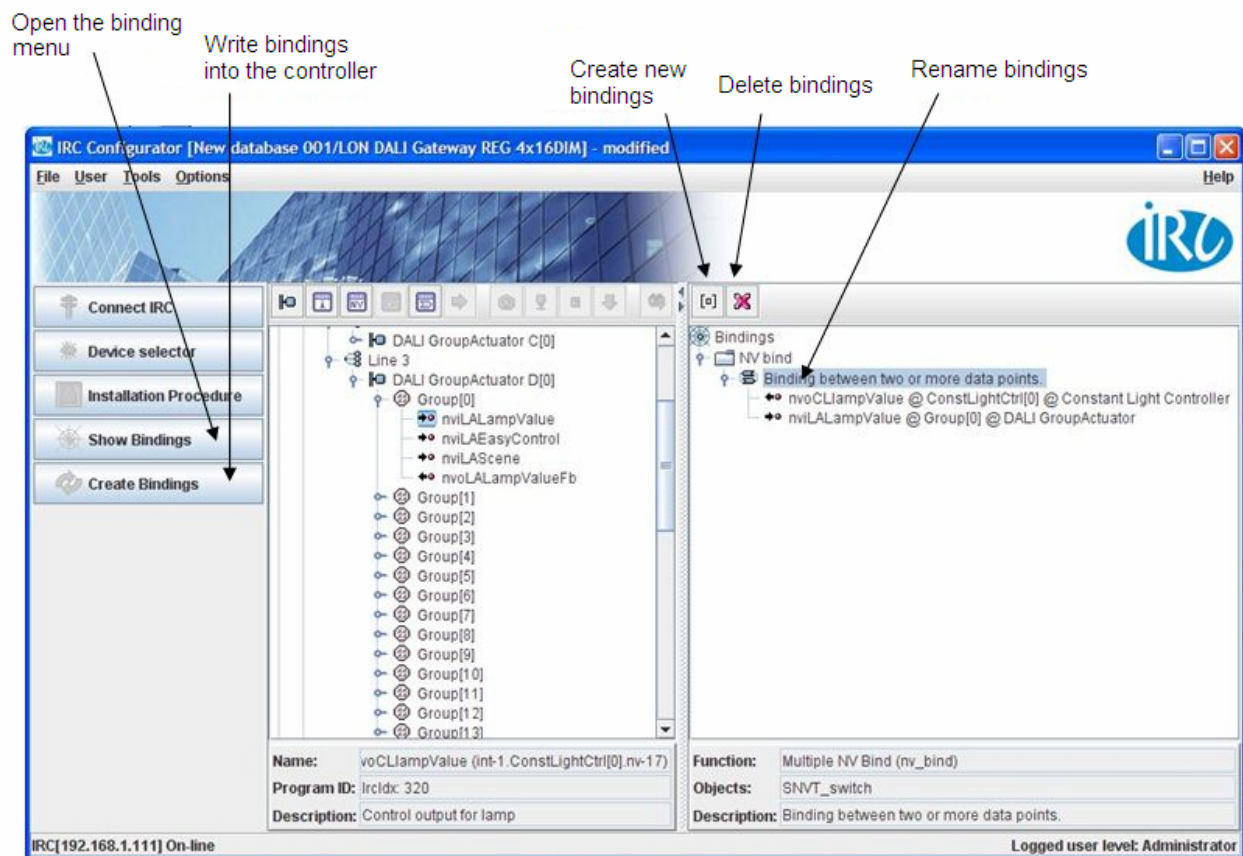 Open the binding
menu
Write bindings
into the controller
Create new
bindings
Delete bindings
Rename bindings
IRC Configurator [New database 001/LON DALI Gateway REG 4x16DIM] - modified
File User Tools Options Help
IRC
Connect IRC
Device selector
Installation Procedure
Show Bindings
Create Bindings
DALI GroupActuator C[0]
Line 3
DALI GroupActuator D[0]
Group[0]
nviLALampValue
nviLAEasyControl
nviLAScene
nvoLALampValueFb
Group[1]
Group[2]
Group[3]
Group[4]
Group[5]
Group[6]
Group[7]
Group[8]
Group[9]
Group[10]
Group[11]
Group[12]
Group[13]
Name: voCLlampValue (int-1.ConstLightCtrl[0].nv-17)
Program ID: IrcIdx: 320
Description: Control output for lamp
Bindings
NV bind
Binding between two or more data points.
nvoCLlampValue @ ConstLightCtrl[0] @ Constant Light Controller
nviLALampValue @ Group[0] @ DALI GroupActuator
Function: Multiple NV Bind (nv_bind)
Objects: SNVT_switch
Description: Binding between two or more data points.
IRC[192.168.1.111] On-line
Logged user level: Administrator